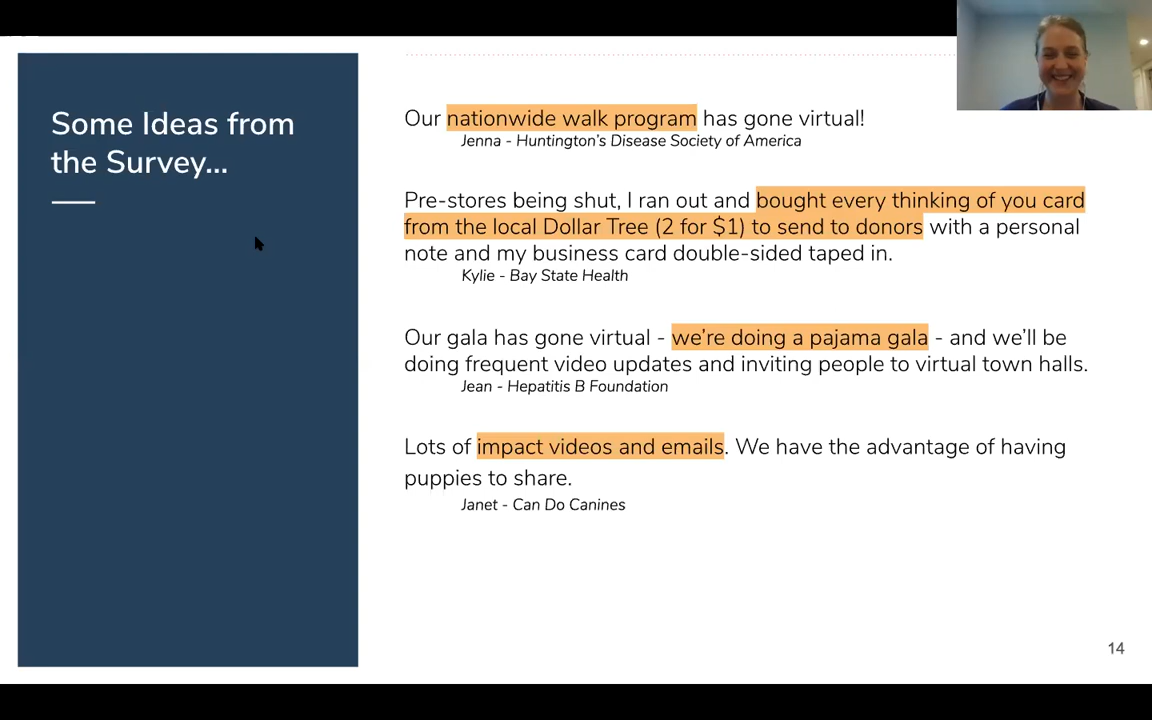 Some Ideas from
the Survey...
Our nationwide walk program has gone virtual!
Jenna - Huntington's Disease Society of America
Pre-stores being shut, I ran out and bought every thinking of you card
from the local Dollar Tree (2 for $1) to send to donors with a personal
note and my business card double-sided taped in.
Kylie - Bay State Health
Our gala has gone virtual - we're doing a pajama gala - and we'll be
doing frequent video updates and inviting people to virtual town halls.
Jean - Hepatitis B Foundation
Lots of impact videos and emails. We have the advantage of having
puppies to share.
Janet - Can Do Canines
14